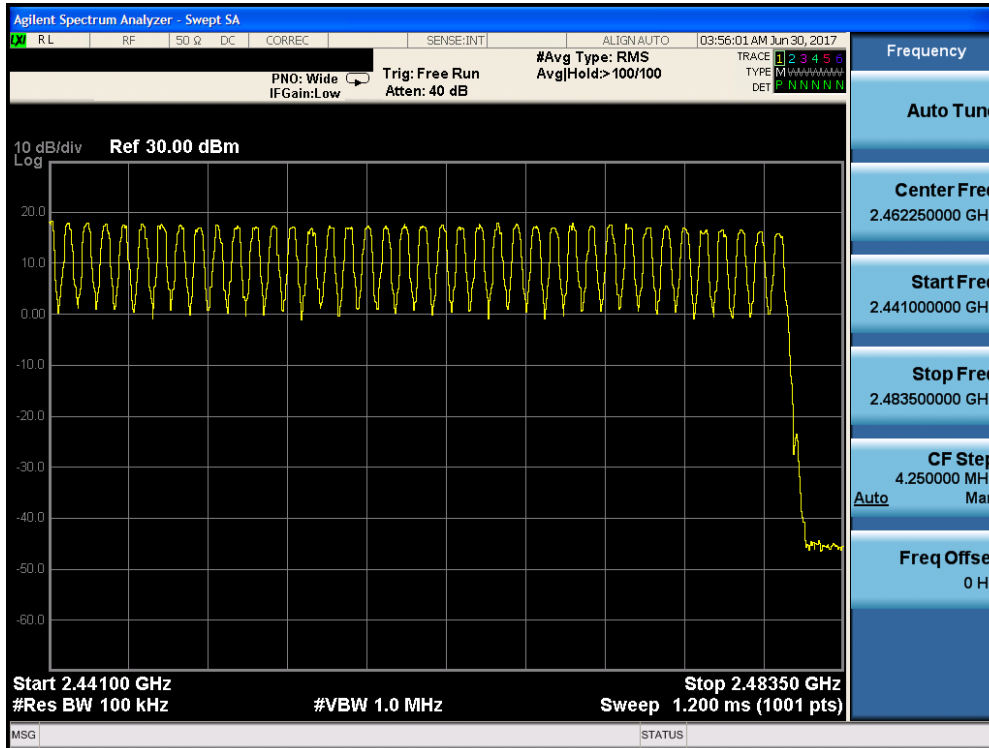 Agilent Spectrum Analyzer - Swept SA
LXI RL RF 50 Ω DC CORREC SENSE:INT ALIGN AUTO 03:56:01 AM Jun 30, 2017
PNO: Wide Trig: Free Run #Avg Type: RMS TRACE 1 2 3 4 5 6
IFGain:Low Atten: 40 dB Avg|Hold:> 100/100 TYPE M WWWWW
DET P N N N N N
Frequency
Auto Tun
10 dB/div Ref 30.00 dBm
Log
20.0
10.0
0.00
-10.0
-20.0
-30.0
-40.0
-50.0
-60.0
Center Fre
2.462250000 GH
Start Fre
2.441000000 GH
Stop Fre
2.483500000 GH
CF Step
4.250000 MH
Auto Ma
Freq Offse
0 H
Start 2.44100 GHz Stop 2.48350 GHz
#Res BW 100 kHz #VBW 1.0 MHz Sweep 1.200 ms (1001 pts)
MSG STATUS